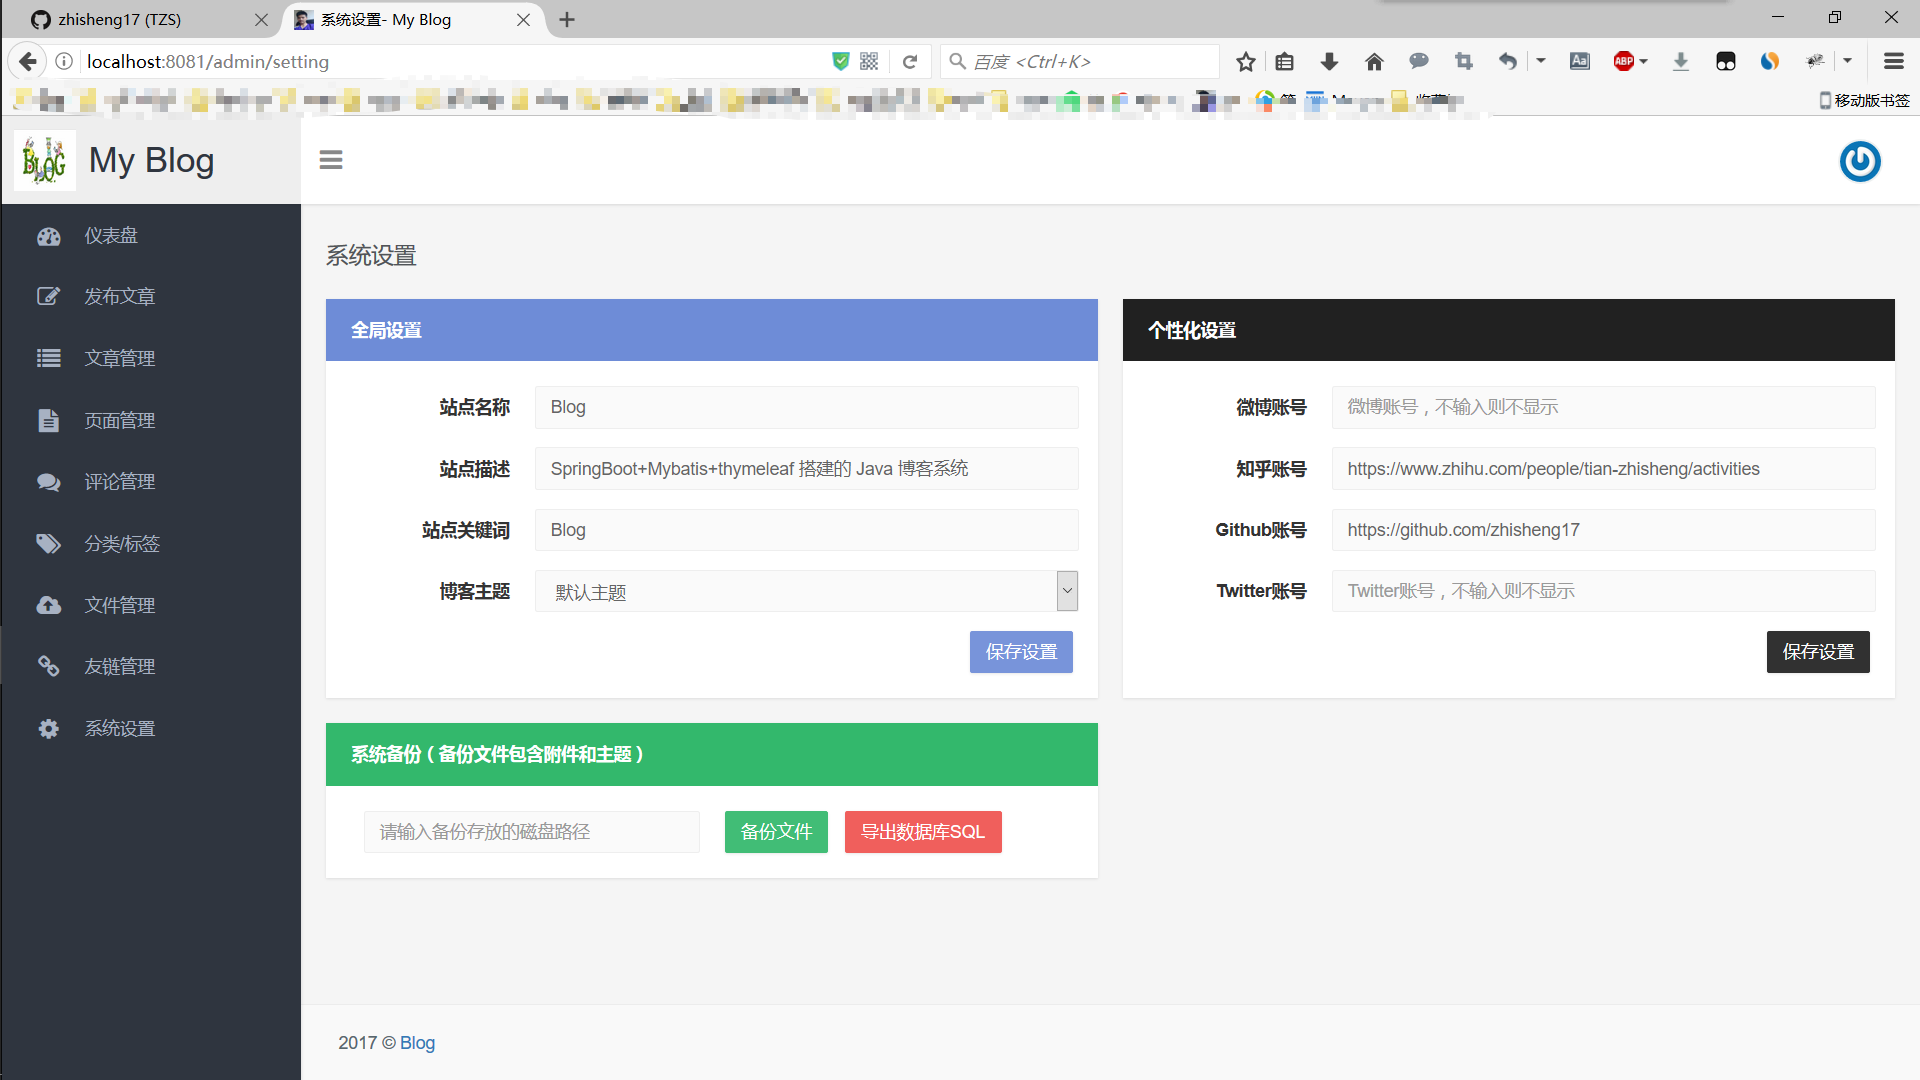 zhisheng17 (TZS)
系统设置- My Blog
localhost:8081/admin/setting
百度 <Ctrl+K>
移动版书签
BLOG
My Blog
仪表盘
发布文章
文章管理
页面管理
评论管理
分类/标签
文件管理
友链管理
系统设置
系统设置
全局设置
站点名称 Blog
站点描述 SpringBoot+Mybatis+thymeleaf 搭建的 Java 博客系统
站点关键词 Blog
博客主题 默认主题
保存设置
个性化设置
微博账号 微博账号，不输入则不显示
知乎账号 https://www.zhihu.com/people/tian-zhisheng/activities
Github账号 https://github.com/zhisheng17
Twitter账号 Twitter账号，不输入则不显示
保存设置
系统备份（备份文件包含附件和主题）
请输入备份存放的磁盘路径 备份文件 导出数据库SQL
2017 © Blog